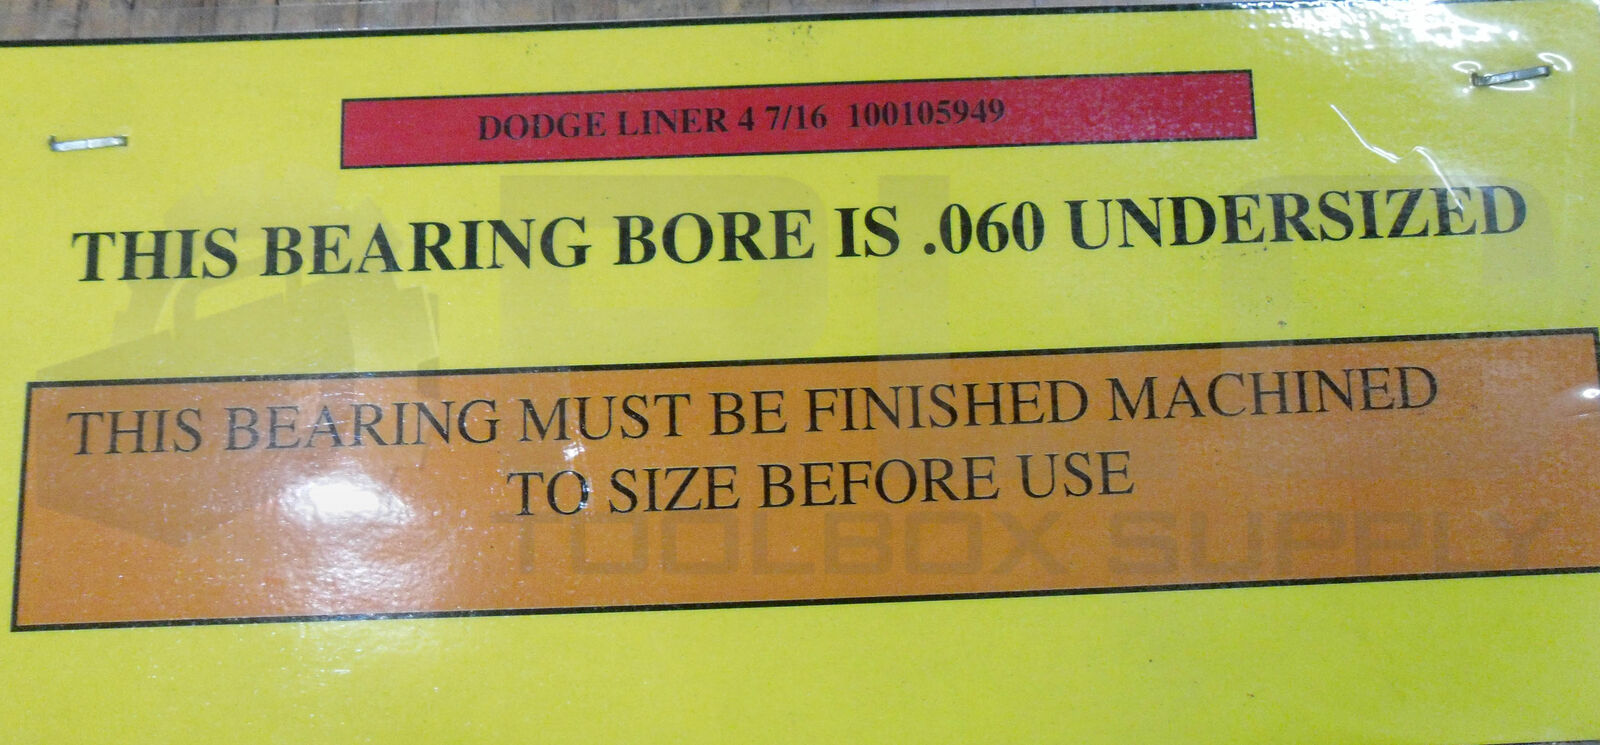 DODGE LINER 4 7/16 100105949
THIS BEARING BORE IS .060 UNDERSIZED
THIS BEARING MUST BE FINISHED MACHINED
TO SIZE BEFORE USE
TOOLBOX SUPPLY